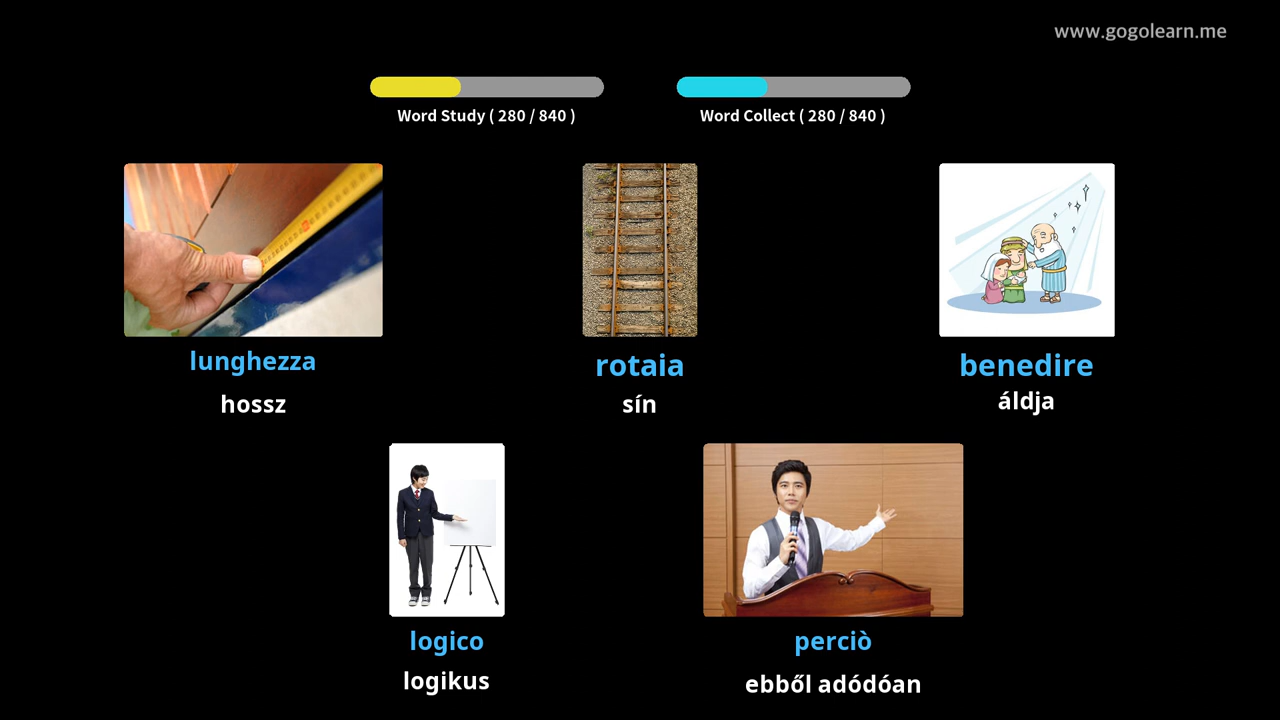 www.gogolearn.me
Word Study ( 280 / 840 )
Word Collect ( 280 / 840 )
lunghezza
hossz
rotaia
sín
benedire
áldja
logico
logikus
perciò
ebből adódóan